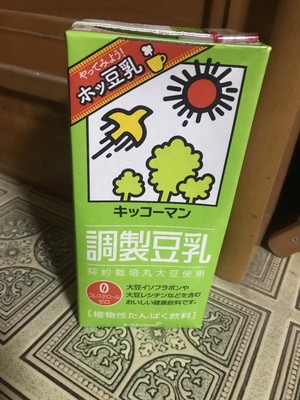 やってみよう!
ホッ豆乳
キッコーマン
調製豆乳
契約栽培丸大豆使用
0
コレステロール
ゼロ
大豆イソフラボンや
大豆レシチンなどを含む
おいしい健康飲料です。
[植物性たんぱく飲料]